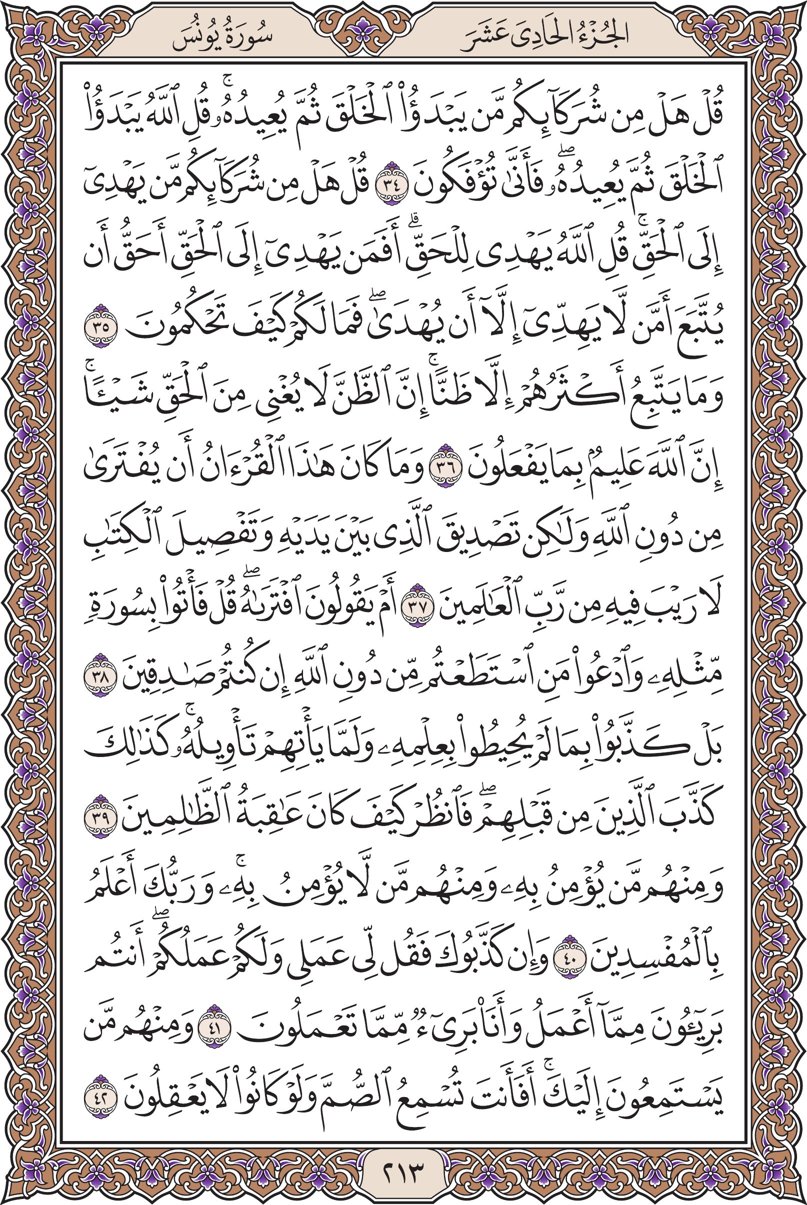 الجُزْءُ الحَادِيَ عَشَرَ
سُورَةُ يُونُسَ
قُلْ هَلْ مِن شُرَكَآئِكُم مَّن يَبْدَؤُا۟ ٱلْخَلْقَ ثُمَّ يُعِيدُهُۥۚ قُلِ ٱللَّهُ يَبْدَؤُا۟
ٱلْخَلْقَ ثُمَّ يُعِيدُهُۥۖ فَأَنَّىٰ تُؤْفَكُونَ ٣٤ قُلْ هَلْ مِن شُرَكَآئِكُم مَّن يَهْدِىٓ
إِلَى ٱلْحَقِّۚ قُلِ ٱللَّهُ يَهْدِى لِلْحَقِّۗ أَفَمَن يَهْدِىٓ إِلَى ٱلْحَقِّ أَحَقُّ أَن
يُتَّبَعَ أَمَّن لَّا يَهِدِّىٓ إِلَّآ أَن يُهْدَىٰۖ فَمَا لَكُمْ كَيْفَ تَحْكُمُونَ ٣٥
وَمَا يَتَّبِعُ أَكْثَرُهُمْ إِلَّا ظَنًّاۚ إِنَّ ٱلظَّنَّ لَا يُغْنِى مِنَ ٱلْحَقِّ شَيْـًٔاۚ
إِنَّ ٱللَّهَ عَلِيمٌۢ بِمَا يَفْعَلُونَ ٣٦ وَمَا كَانَ هَـٰذَا ٱلْقُرْءَانُ أَن يُفْتَرَىٰ
مِن دُونِ ٱللَّهِ وَلَـٰكِن تَصْدِيقَ ٱلَّذِى بَيْنَ يَدَيْهِ وَتَفْصِيلَ ٱلْكِتَـٰبِ
لَا رَيْبَ فِيهِ مِن رَّبِّ ٱلْعَـٰلَمِينَ ٣٧ أَمْ يَقُولُونَ ٱفْتَرَىٰهُۖ قُلْ فَأْتُوا۟ بِسُورَةٍ
مِّثْلِهِۦ وَٱدْعُوا۟ مَنِ ٱسْتَطَعْتُم مِّن دُونِ ٱللَّهِ إِن كُنتُمْ صَـٰدِقِينَ ٣٨
بَلْ كَذَّبُوا۟ بِمَا لَمْ يُحِيطُوا۟ بِعِلْمِهِۦ وَلَمَّا يَأْتِهِمْ تَأْوِيلُهُۥۚ كَذَٰلِكَ
كَذَّبَ ٱلَّذِينَ مِن قَبْلِهِمْۖ فَٱنظُرْ كَيْفَ كَانَ عَـٰقِبَةُ ٱلظَّـٰلِمِينَ ٣٩
وَمِنْهُم مَّن يُؤْمِنُ بِهِۦ وَمِنْهُم مَّن لَّا يُؤْمِنُ بِهِۦۚ وَرَبُّكَ أَعْلَمُ
بِٱلْمُفْسِدِينَ ٤٠ وَإِن كَذَّبُوكَ فَقُل لِّى عَمَلِى وَلَكُمْ عَمَلُكُمْۖ أَنتُم
بَرِيٓـُٔونَ مِمَّآ أَعْمَلُ وَأَنَا۠ بَرِىٓءٌ مِّمَّا تَعْمَلُونَ ٤١ وَمِنْهُم مَّن
يَسْتَمِعُونَ إِلَيْكَۚ أَفَأَنتَ تُسْمِعُ ٱلصُّمَّ وَلَوْ كَانُوا۟ لَا يَعْقِلُونَ ٤٢
٢١٣